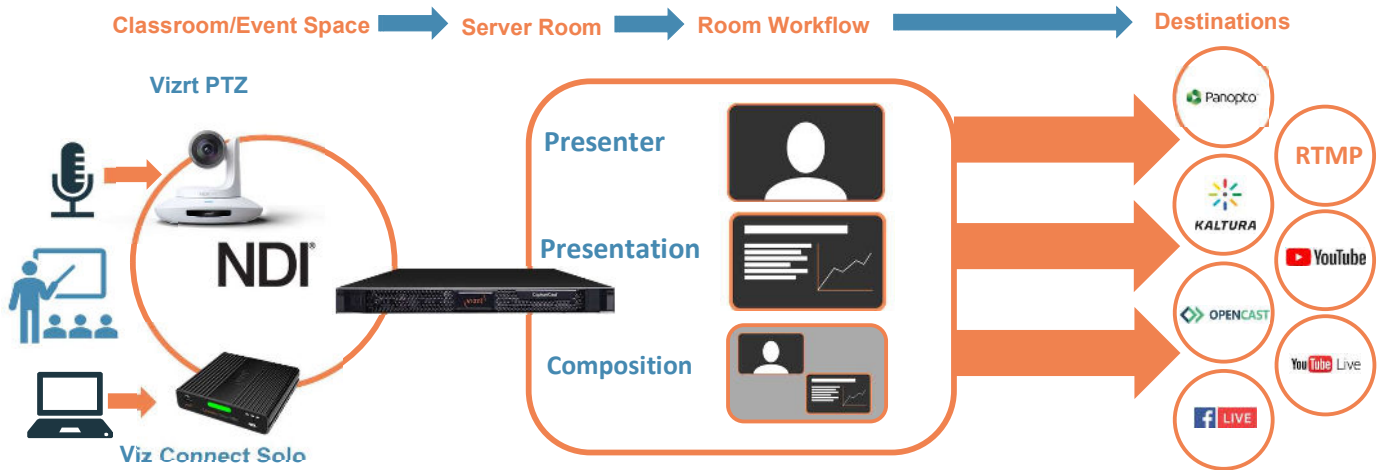 Classroom/Event Space
Server Room
Room Workflow
Destinations
Vizrt PTZ
NDI®
Viz Connect Solo
CaptureCast
Presenter
Presentation
Composition
Panopto
RTMP
KALTURA
YouTube
OPENCAST
YouTube Live
f LIVE